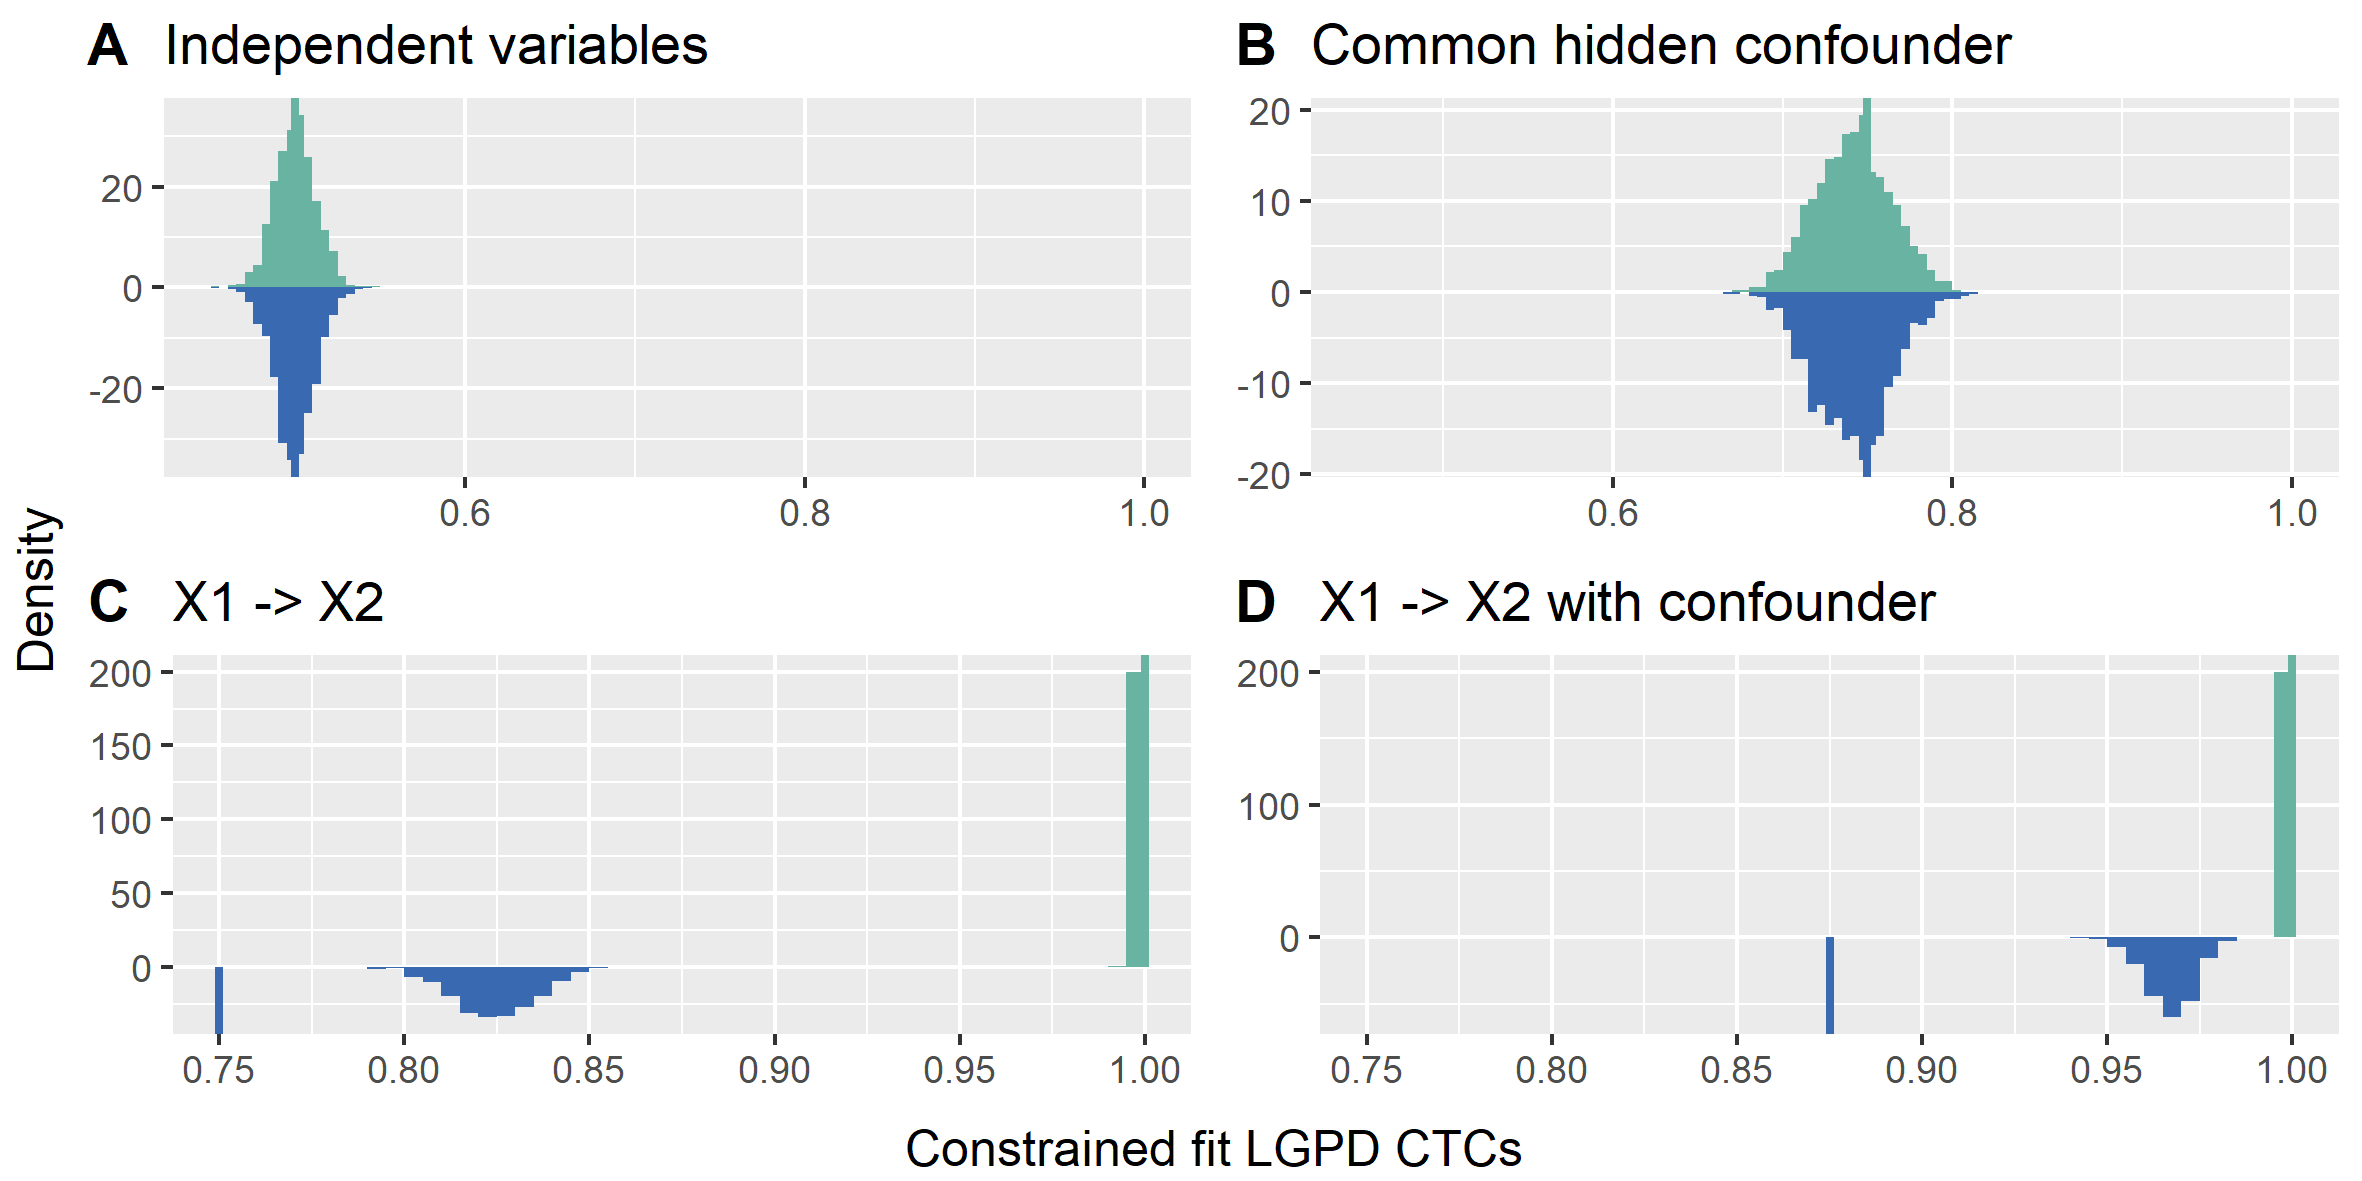 A Independent variables
20
0
-20
0.6 0.8 1.0
B Common hidden confounder
20
10
0
-10
-20
0.6 0.8 1.0
Density
C X1 -> X2
200
150
100
50
0
0.75 0.80 0.85 0.90 0.95 1.00
D X1 -> X2 with confounder
200
100
0
0.75 0.80 0.85 0.90 0.95 1.00
Constrained fit LGPD CTCs